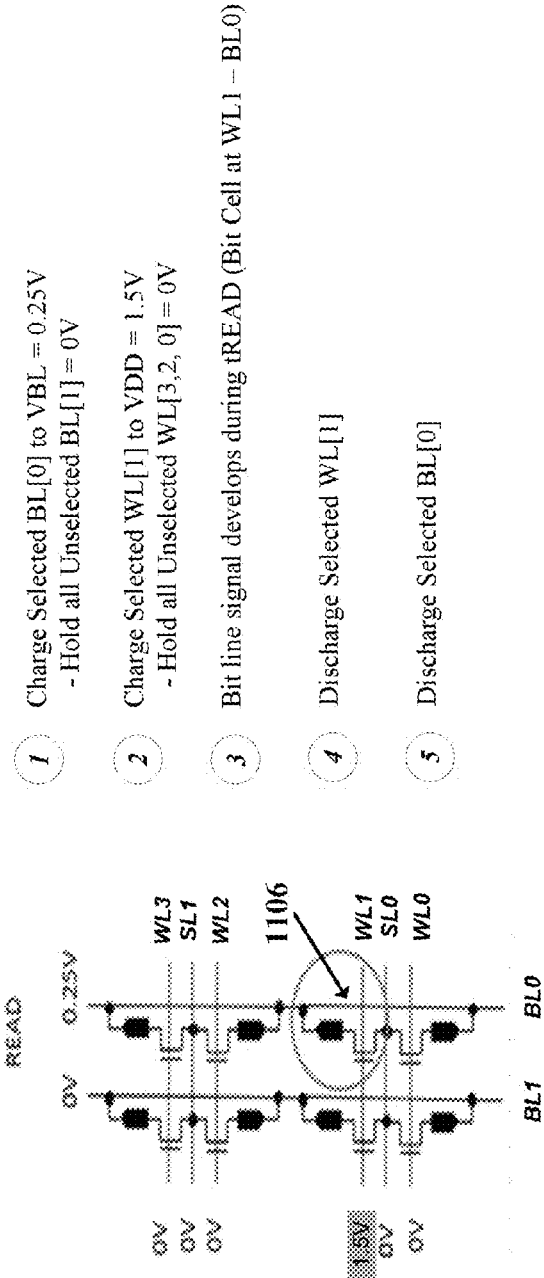 READ
0V 0.25V
0V WL3
0V SL1
0V WL2
1106
1.5V WL1
0V SL0
0V WL0
BL1 BL0
1 Charge Selected BL[0] to VBL = 0.25V
- Hold all Unselected BL[1] = 0V
2 Charge Selected WL[1] to VDD = 1.5V
- Hold all Unselected WL[3,2, 0] = 0V
3 Bit line signal develops during tREAD (Bit Cell at WL1 – BL0)
4 Discharge Selected WL[1]
5 Discharge Selected BL[0]